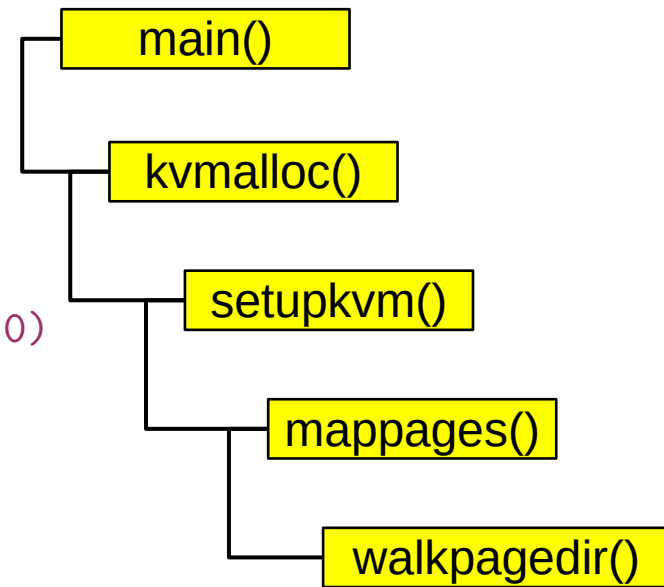 main()
kvmalloc()
setupkvm()
0)
mappages()
walkpagedir()